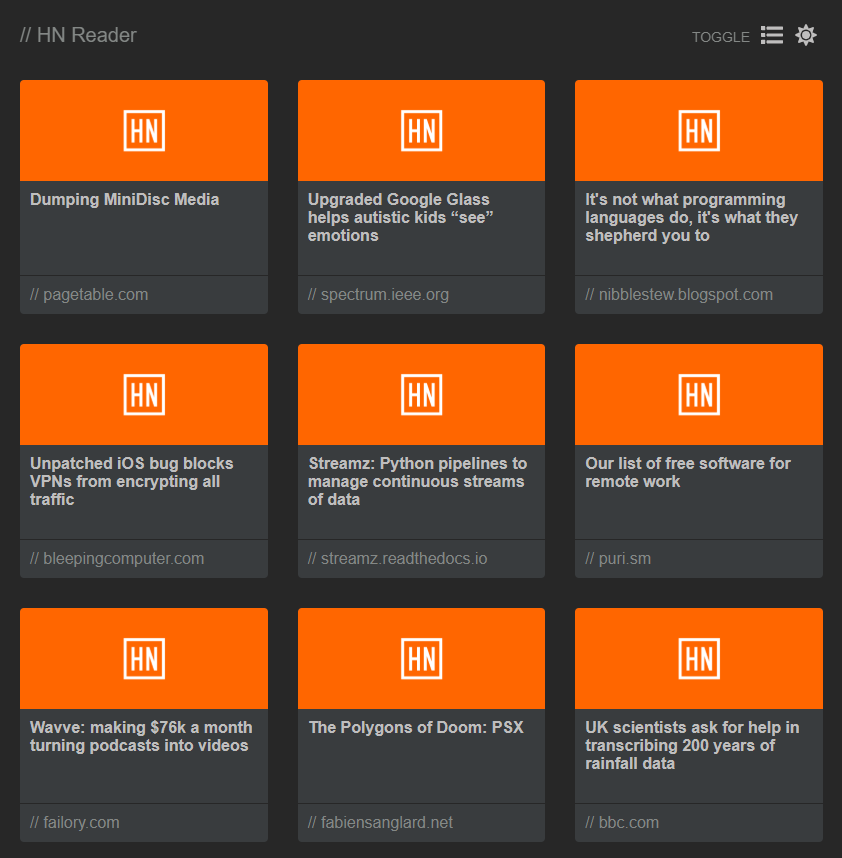 // HN Reader
TOGGLE
HN
HN
HN
Dumping MiniDisc Media
Upgraded Google Glass
helps autistic kids “see”
emotions
It's not what programming
languages do, it's what they
shepherd you to
// pagetable.com
// spectrum.ieee.org
// nibblestew.blogspot.com
HN
HN
HN
Unpatched iOS bug blocks
VPNs from encrypting all
traffic
Streamz: Python pipelines to
manage continuous streams
of data
Our list of free software for
remote work
// bleepingcomputer.com
// streamz.readthedocs.io
// puri.sm
HN
HN
HN
Wavve: making $76k a month
turning podcasts into videos
The Polygons of Doom: PSX
UK scientists ask for help in
transcribing 200 years of
rainfall data
// failory.com
// fabiensanglard.net
// bbc.com